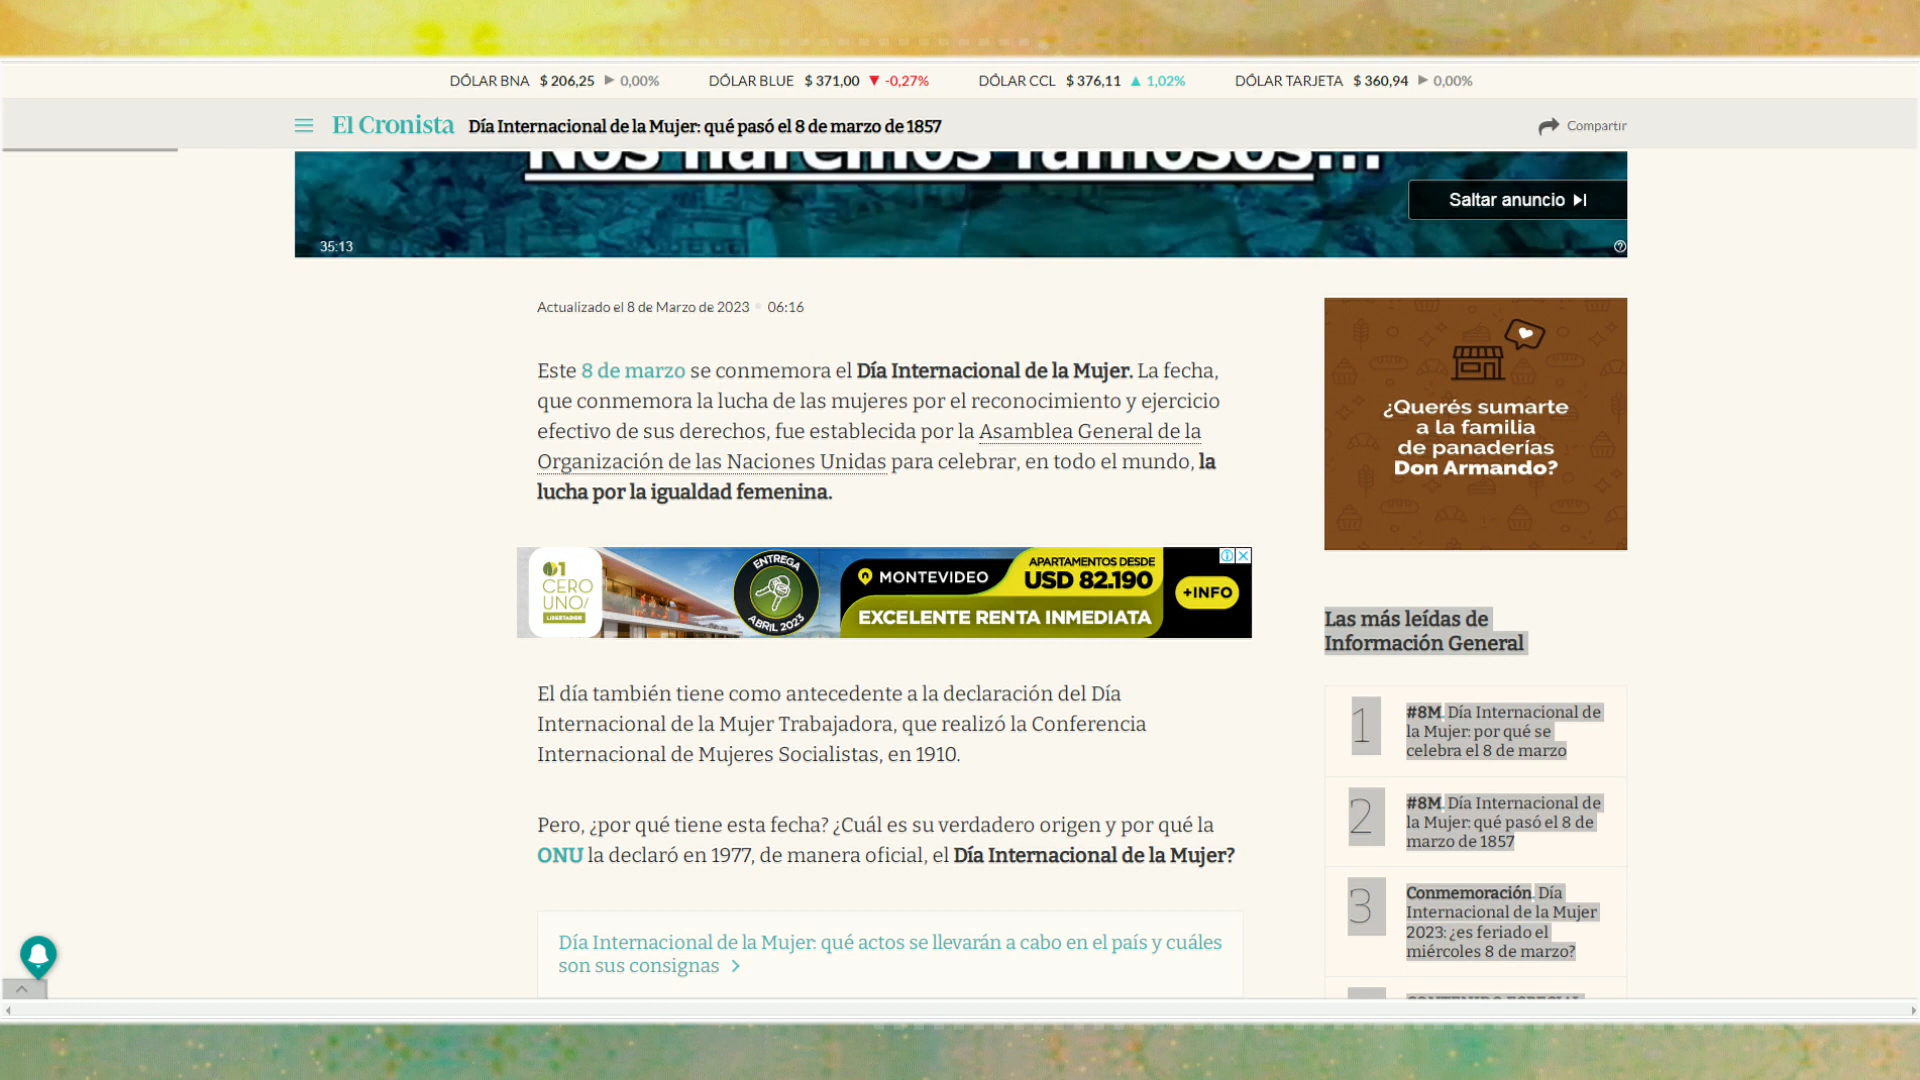 DÓLAR BNA $ 206,25 0,00% DÓLAR BLUE $ 371,00 -0,27% DÓLAR CCL $ 376,11 1,02% DÓLAR TARJETA $ 360,94 0,00%
El Cronista Día Internacional de la Mujer: qué pasó el 8 de marzo de 1857 Compartir
Nos haremos famosos...
Saltar anuncio
35:13
Actualizado el 8 de Marzo de 2023 06:16
Este 8 de marzo se conmemora el Día Internacional de la Mujer. La fecha,
que conmemora la lucha de las mujeres por el reconocimiento y ejercicio
efectivo de sus derechos, fue establecida por la Asamblea General de la
Organización de las Naciones Unidas para celebrar, en todo el mundo, la
lucha por la igualdad femenina.
01
CERO
UNO/
LIBERTADOR
ENTREGA
ABRIL 2023
MONTEVIDEO
APARTAMENTOS DESDE
USD 82.190
EXCELENTE RENTA INMEDIATA
+INFO
El día también tiene como antecedente a la declaración del Día
Internacional de la Mujer Trabajadora, que realizó la Conferencia
Internacional de Mujeres Socialistas, en 1910.
Pero, ¿por qué tiene esta fecha? ¿Cuál es su verdadero origen y por qué la
ONU la declaró en 1977, de manera oficial, el Día Internacional de la Mujer?
Día Internacional de la Mujer: qué actos se llevarán a cabo en el país y cuáles
son sus consignas
¿Querés sumarte
a la familia
de panaderías
Don Armando?
Las más leídas de
Información General
1
#8M. Día Internacional de
la Mujer: por qué se
celebra el 8 de marzo
2
#8M. Día Internacional de
la Mujer: qué pasó el 8 de
marzo de 1857
3
Conmemoración. Día
Internacional de la Mujer
2023: ¿es feriado el
miércoles 8 de marzo?
CONTENIDO ESPECIAL